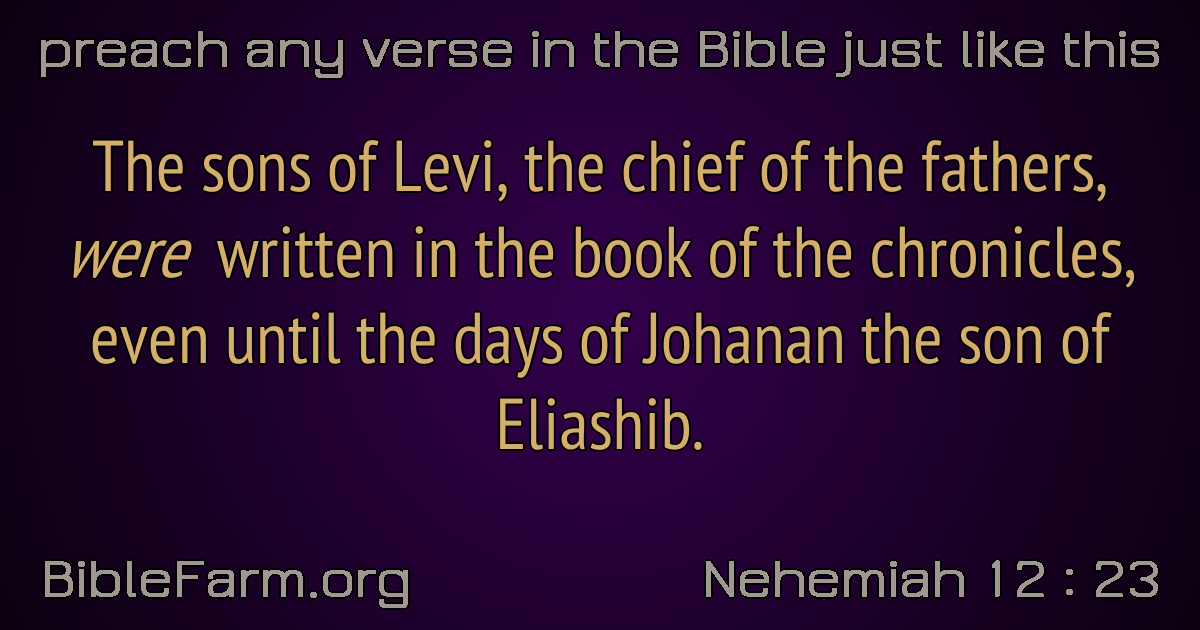 preach any verse in the Bible just like this
The sons of Levi, the chief of the fathers,
were written in the book of the chronicles,
even until the days of Johanan the son of
Eliashib.
BibleFarm.org
Nehemiah 12 : 23